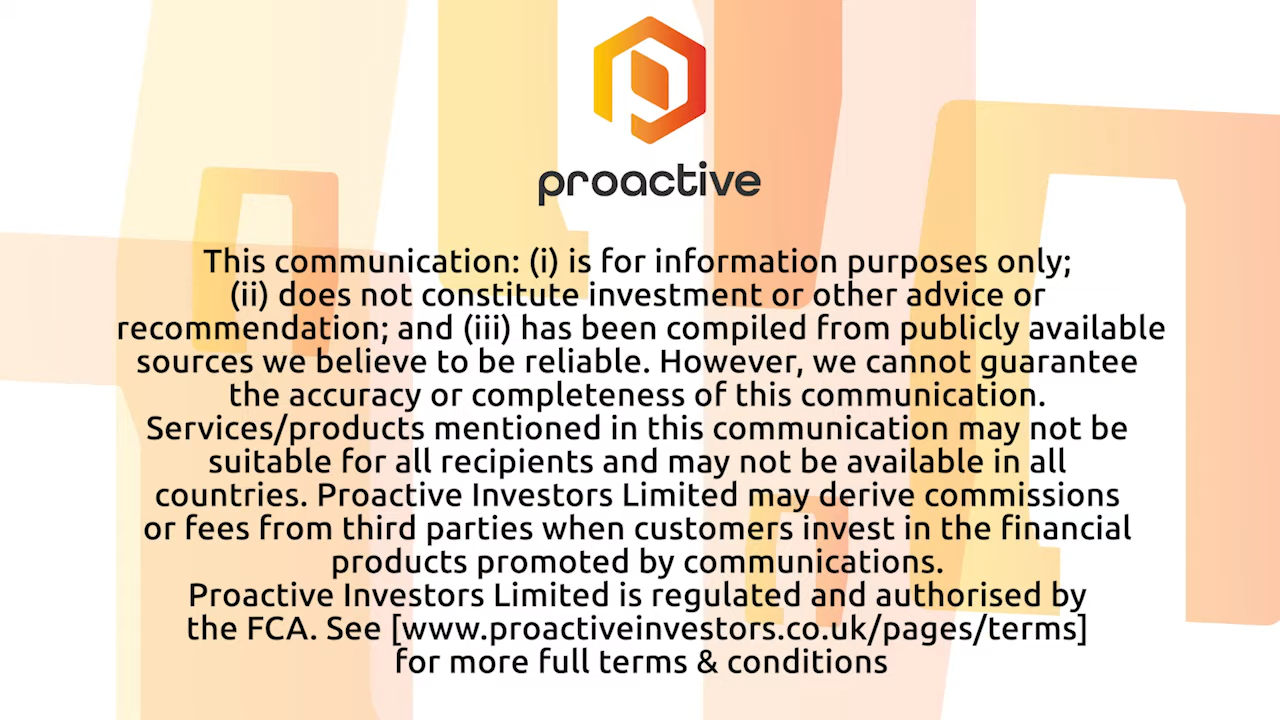 proactive
This communication: (i) is for information purposes only;
(ii) does not constitute investment or other advice or
recommendation; and (iii) has been compiled from publicly available
sources we believe to be reliable. However, we cannot guarantee
the accuracy or completeness of this communication.
Services/products mentioned in this communication may not be
suitable for all recipients and may not be available in all
countries. Proactive Investors Limited may derive commissions
or fees from third parties when customers invest in the financial
products promoted by communications.
Proactive Investors Limited is regulated and authorised by
the FCA. See [www.proactiveinvestors.co.uk/pages/terms]
for more full terms & conditions